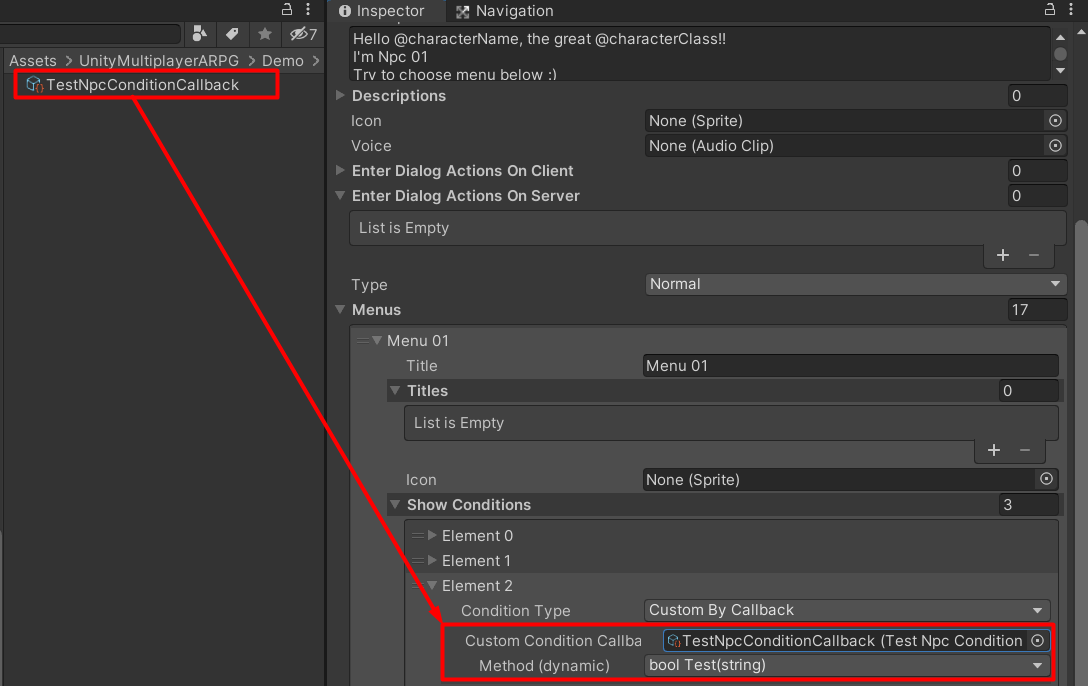 7
Assets > UnityMultiplayerARPG > Demo >
TestNpcConditionCallback
Inspector
Navigation
Hello @characterName, the great @characterClass!!
I'm Npc 01
Try to choose menu below :)
Descriptions 0
Icon None (Sprite)
Voice None (Audio Clip)
Enter Dialog Actions On Client 0
Enter Dialog Actions On Server 0
List is Empty
+ −
Type Normal
Menus 17
Menu 01
Title Menu 01
Titles 0
List is Empty
+ −
Icon None (Sprite)
Show Conditions 3
Element 0
Element 1
Element 2
Condition Type Custom By Callback
Custom Condition Callba TestNpcConditionCallback (Test Npc Condition
Method (dynamic) bool Test(string)